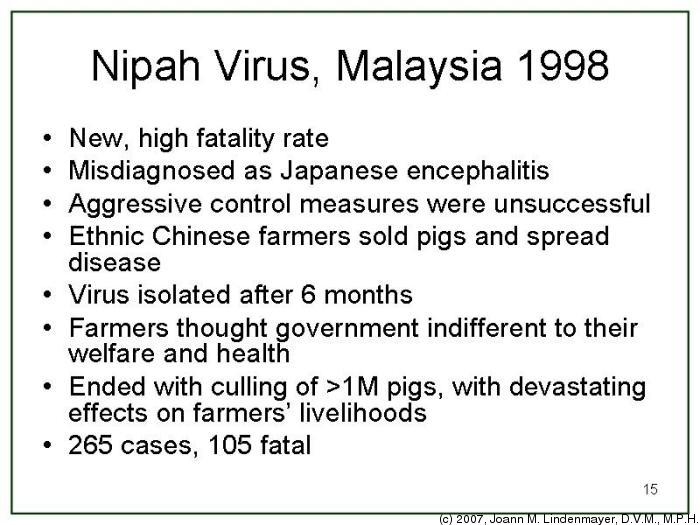 Nipah Virus, Malaysia 1998
• New, high fatality rate
• Misdiagnosed as Japanese encephalitis
• Aggressive control measures were unsuccessful
• Ethnic Chinese farmers sold pigs and spread
disease
• Virus isolated after 6 months
• Farmers thought government indifferent to their
welfare and health
• Ended with culling of >1M pigs, with devastating
effects on farmers’ livelihoods
• 265 cases, 105 fatal
15
(c) 2007, Joann M. Lindenmayer, D.V.M., M.P.H.